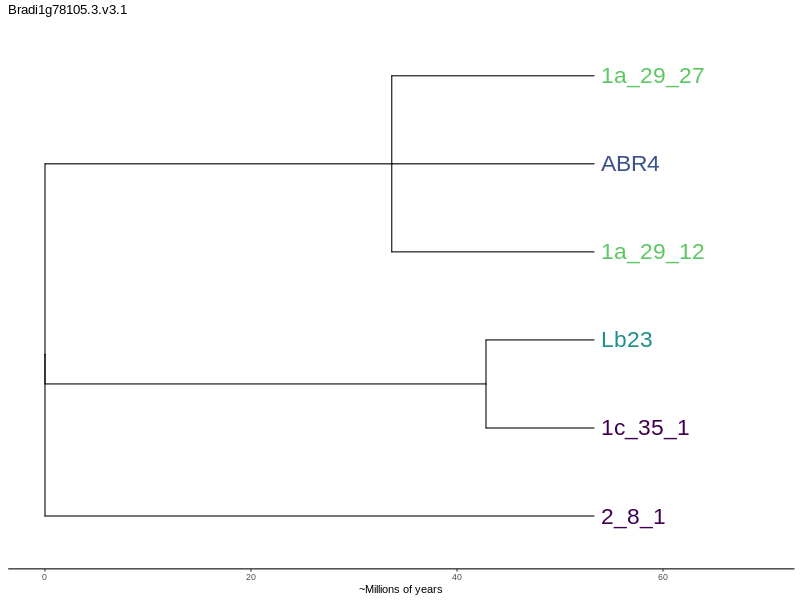 Bradi1g78105.3.v3.1
1a_29_27
ABR4
1a_29_12
Lb23
1c_35_1
2_8_1
0 20 40 60
~Millions of years